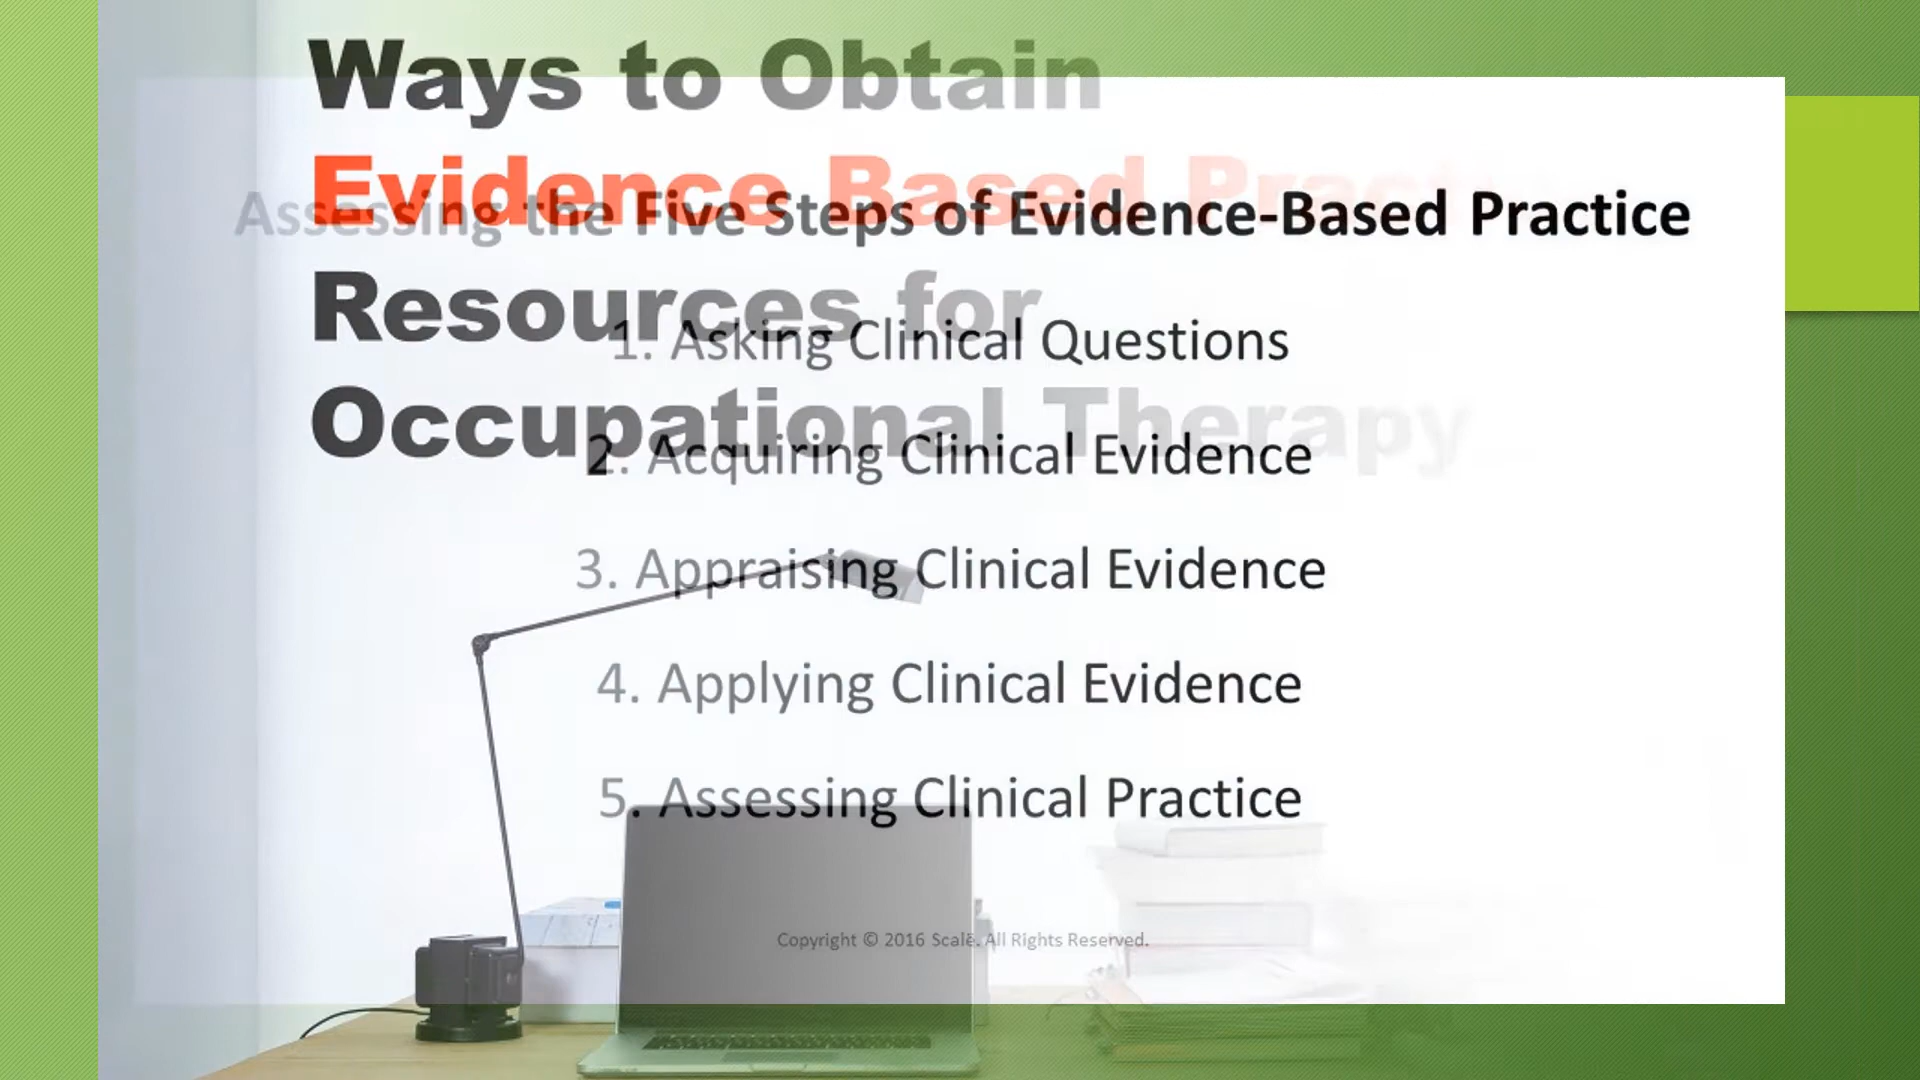 Ways to Obtain
Evidence Based Practice
Resources for
Occupational Therapy
Assessing the Five Steps of Evidence-Based Practice
1. Asking Clinical Questions
2. Acquiring Clinical Evidence
3. Appraising Clinical Evidence
4. Applying Clinical Evidence
5. Assessing Clinical Practice
Copyright © 2016 Scale. All Rights Reserved.